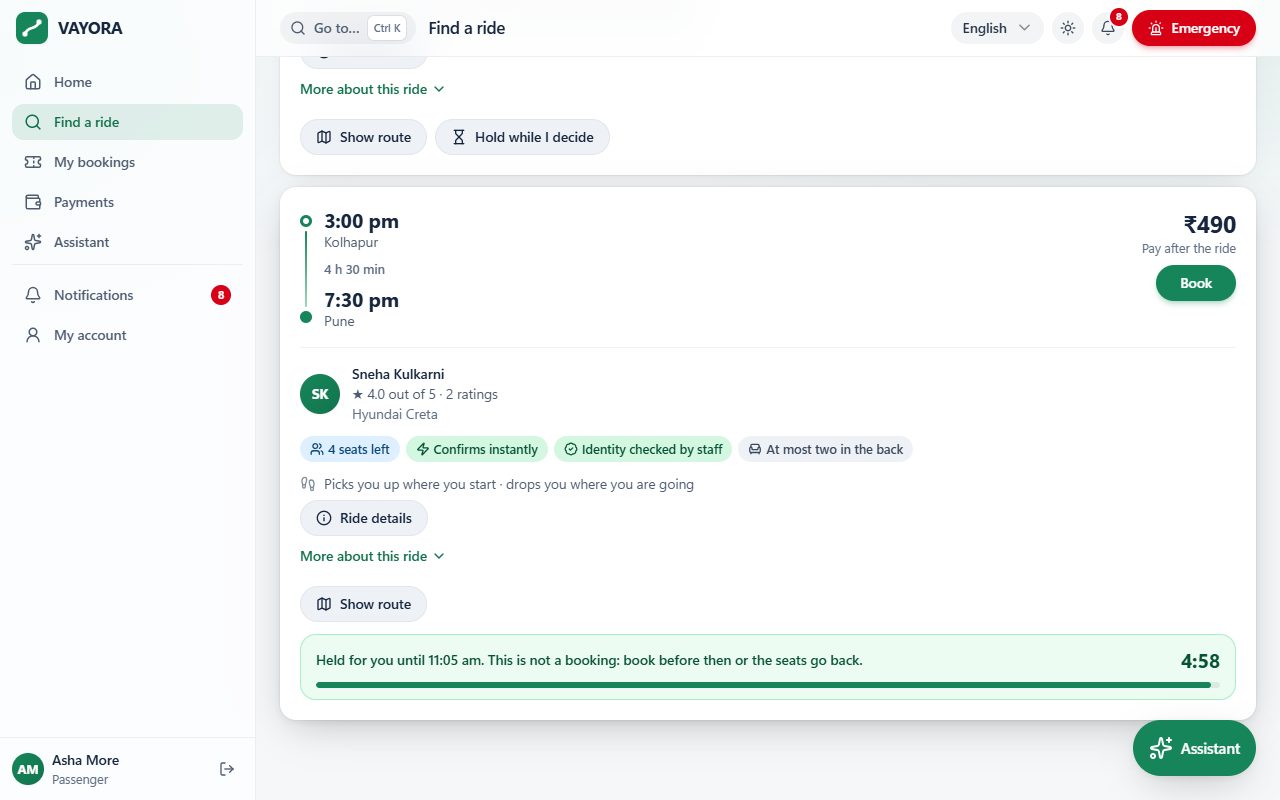 VAYORA
Go to...
Ctrl K
Find a ride
English
8
Emergency
Home
Find a ride
My bookings
Payments
Assistant
Notifications
8
My account
More about this ride
Show route
Hold while I decide
3:00 pm
Kolhapur
4 h 30 min
7:30 pm
Pune
₹490
Pay after the ride
Book
SK
Sneha Kulkarni
★ 4.0 out of 5 · 2 ratings
Hyundai Creta
4 seats left
Confirms instantly
Identity checked by staff
At most two in the back
Picks you up where you start · drops you where you are going
Ride details
More about this ride
Show route
Held for you until 11:05 am. This is not a booking: book before then or the seats go back.
4:58
Assistant
AM
Asha More
Passenger